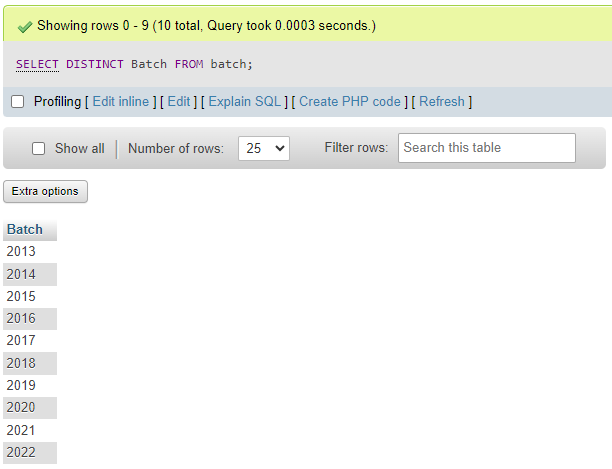 Showing rows 0 - 9 (10 total, Query took 0.0003 seconds.)
SELECT DISTINCT Batch FROM batch;
Profiling [ Edit inline ] [ Edit ] [ Explain SQL ] [ Create PHP code ] [ Refresh ]
Show all Number of rows: 25 Filter rows: Search this table
Extra options
Batch
2013
2014
2015
2016
2017
2018
2019
2020
2021
2022